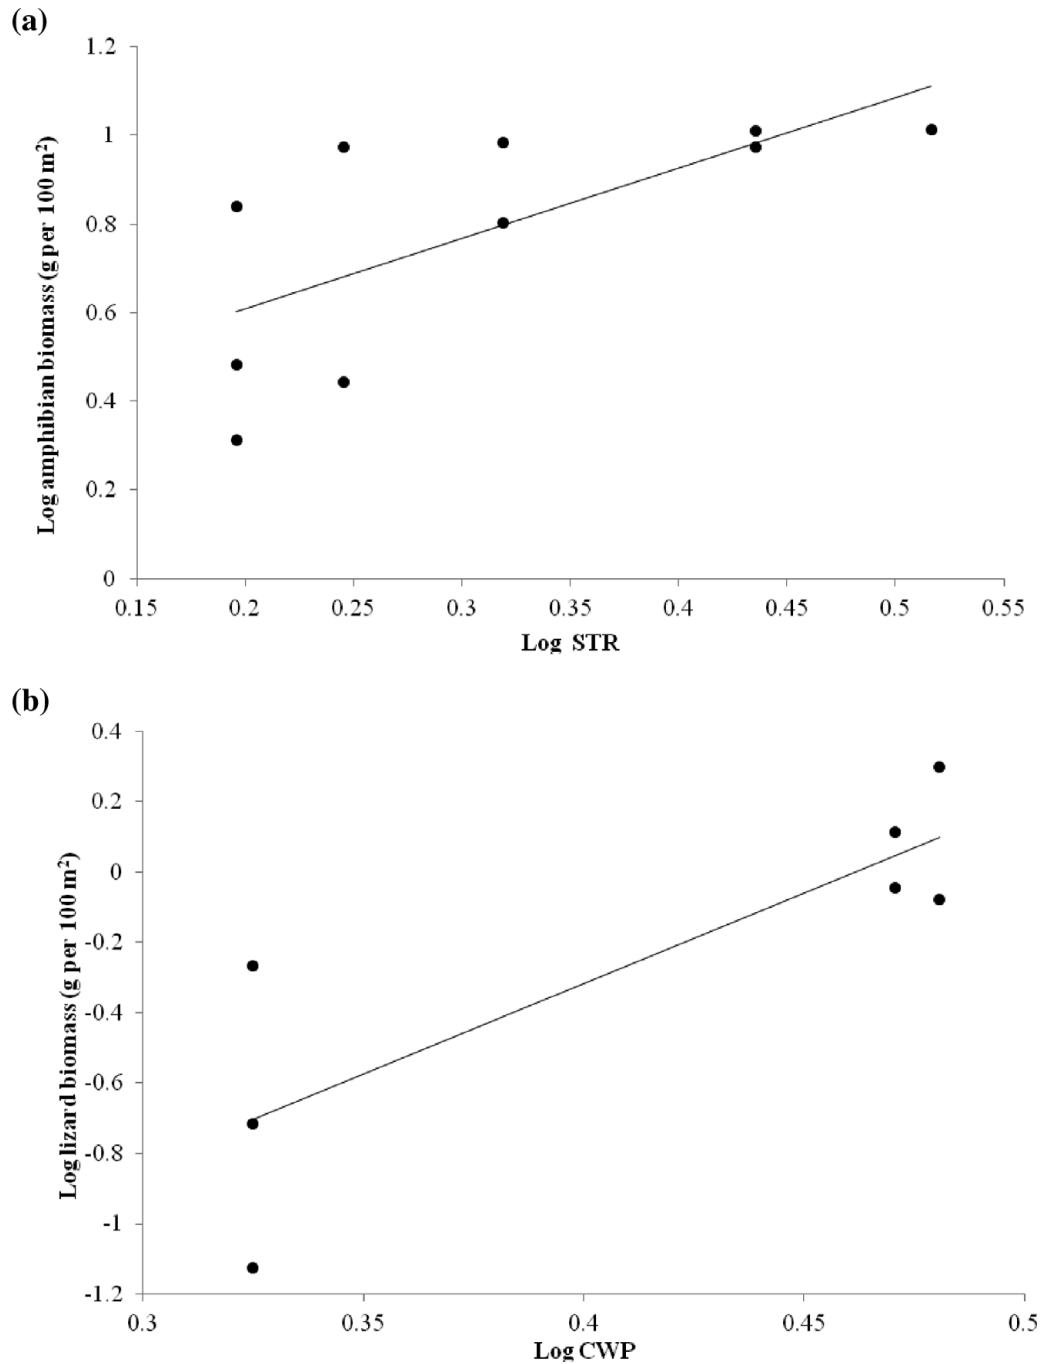 (a)
1.2
1
0.8
0.6
0.4
0.2
0
Log amphibian biomass (g per 100 m²)
0.15 0.2 0.25 0.3 0.35 0.4 0.45 0.5 0.55
Log STR
(b)
0.4
0.2
0
-0.2
-0.4
-0.6
-0.8
-1
-1.2
Log lizard biomass (g per 100 m²)
0.3 0.35 0.4 0.45 0.5
Log CWP